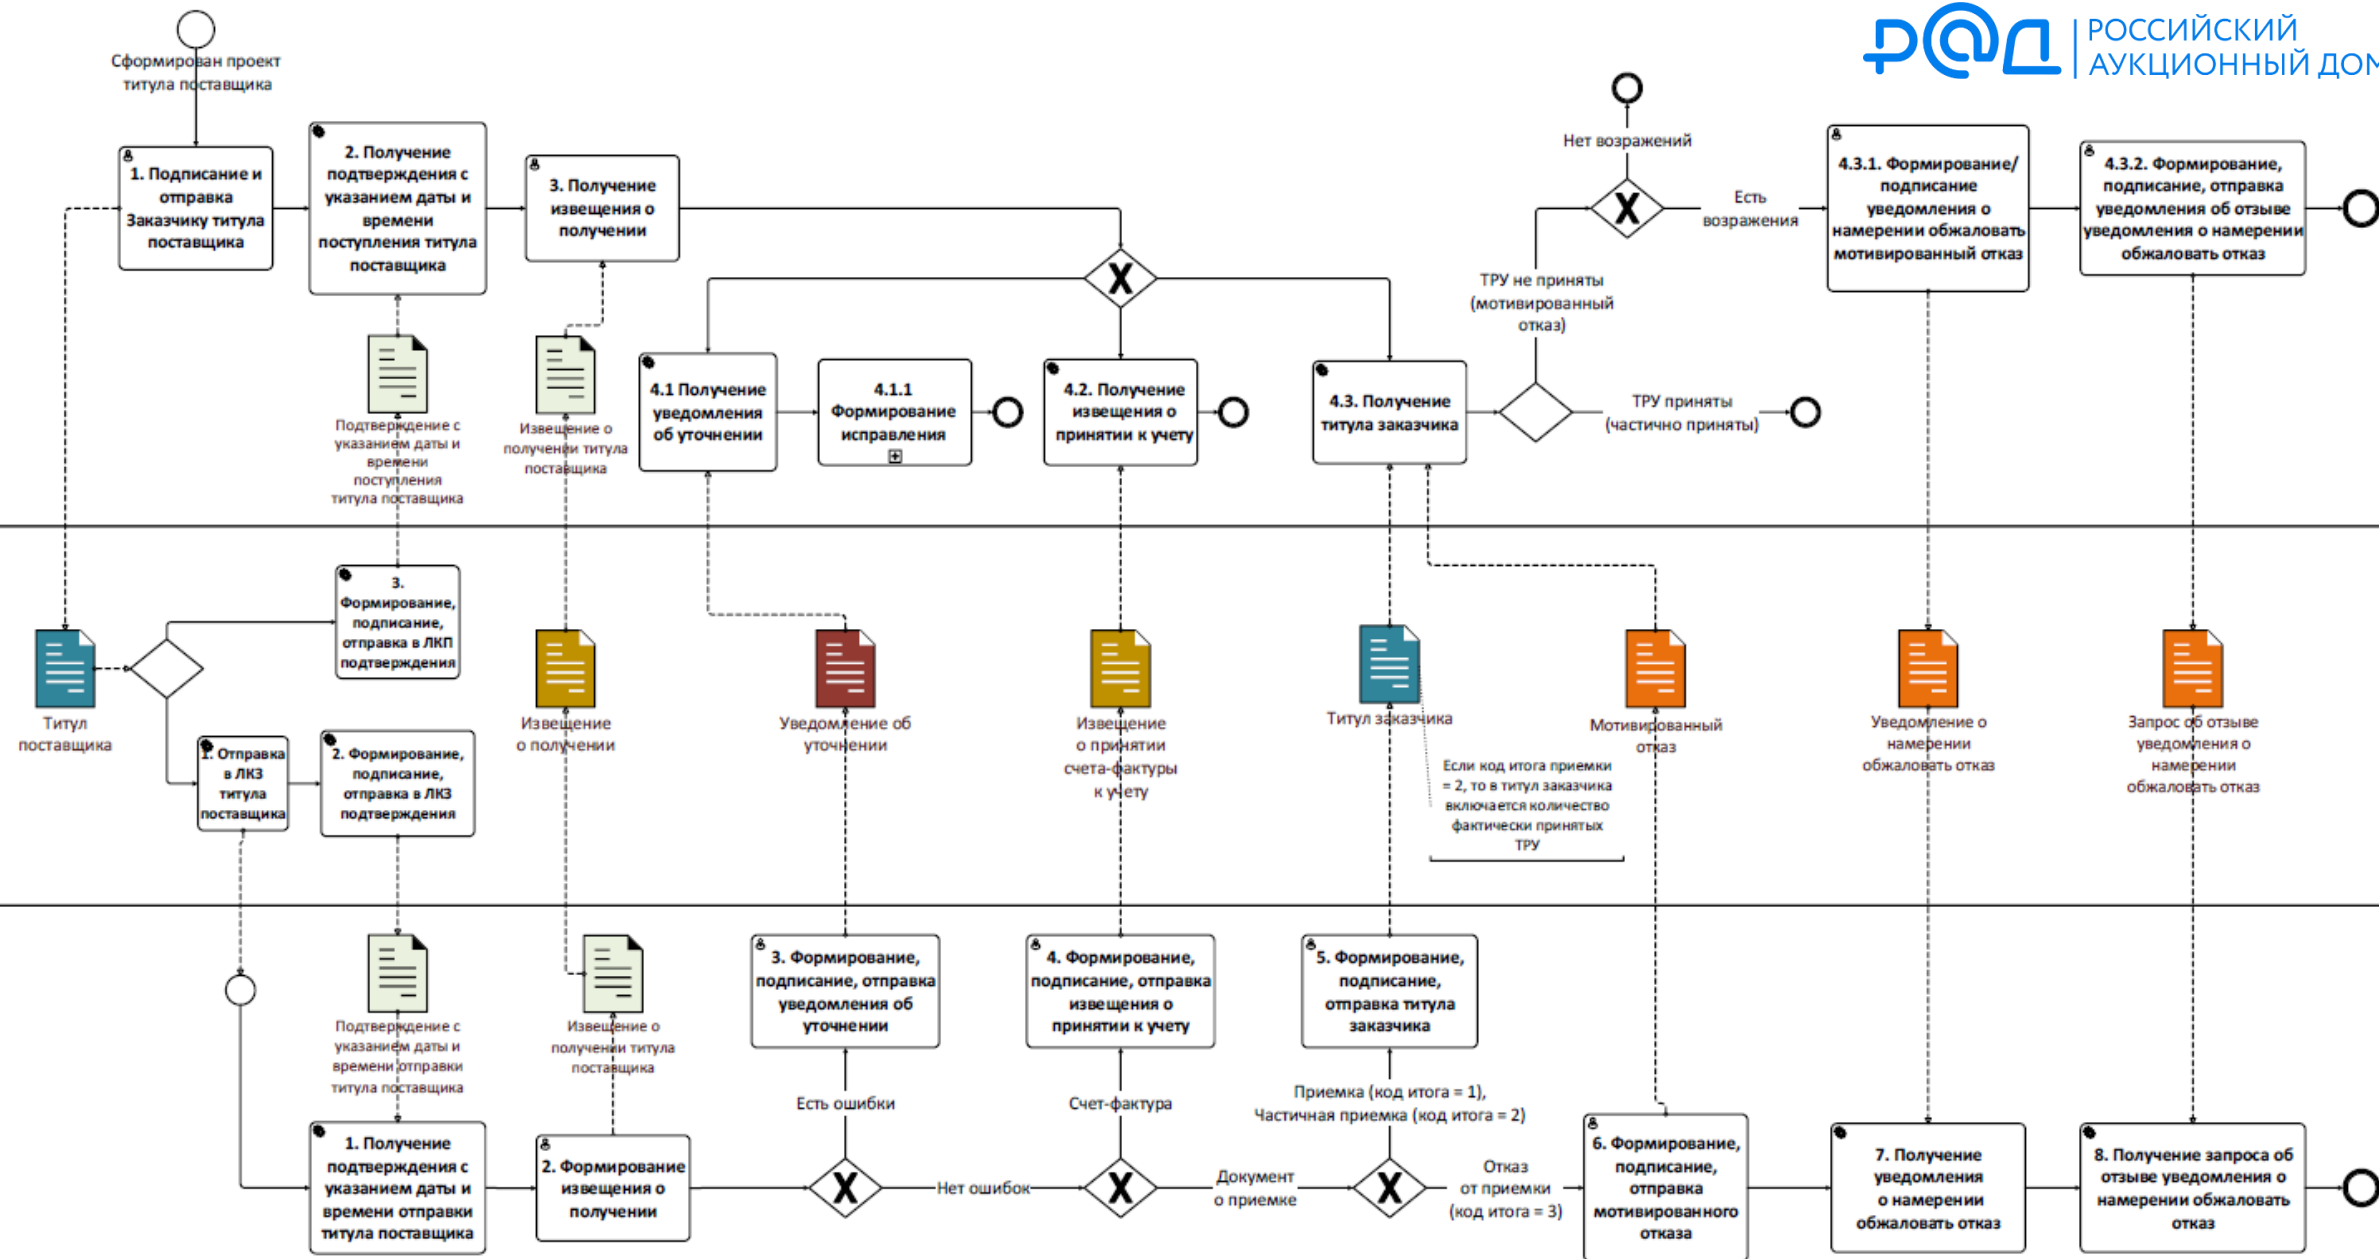 РАД
РОССИЙСКИЙ
АУКЦИОННЫЙ ДОМ
Сформирован проект
титула поставщика
1. Подписание и
отправка
Заказчику титула
поставщика
2. Получение
подтверждения с
указанием даты и
времени
поступления титула
поставщика
3. Получение
извещения о
получении
Нет возражений
Есть
возражения
4.3.1. Формирование/
подписание
уведомления о
намерении обжаловать
мотивированный отказ
4.3.2. Формирование,
подписание, отправка
уведомления об отзыве
уведомления о намерении
обжаловать отказ
X
X
ТРУ не приняты
(мотивированный
отказ)
4.1 Получение
уведомления
об уточнении
4.1.1
Формирование
исправления
4.2. Получение
извещения о
принятии к учету
4.3. Получение
титула заказчика
ТРУ приняты
(частично приняты)
Подтверждение с
указанием даты и
времени
поступления
титула поставщика
Извещение о
получении титула
поставщика
3.
Формирование,
подписание,
отправка в ЛКП
подтверждения
Титул
поставщика
1. Отправка
в ЛКЗ
титула
поставщика
2. Формирование,
подписание,
отправка в ЛКЗ
подтверждения
Извещение
о получении
Уведомление об
уточнении
Извещение
о принятии
счета-фактуры
к учету
Титул заказчика
Если код итога приемки
= 2, то в титул заказчика
включается количество
фактически принятых
ТРУ
Мотивированный
отказ
Уведомление о
намерении
обжаловать отказ
Запрос об отзыве
уведомления о
намерении
обжаловать отказ
Подтверждение с
указанием даты и
времени отправки
титула поставщика
Извещение о
получении титула
поставщика
3. Формирование,
подписание, отправка
уведомления об
уточнении
4. Формирование,
подписание, отправка
извещения о
принятии к учету
5. Формирование,
подписание,
отправка титула
заказчика
Есть ошибки
Счет-фактура
Приемка (код итога = 1),
Частичная приемка (код итога = 2)
1. Получение
подтверждения с
указанием даты и
времени отправки
титула поставщика
2. Формирование
извещения о
получении
X
Нет ошибок
X
Документ
о приемке
X
Отказ
от приемки
(код итога = 3)
6. Формирование,
подписание,
отправка
мотивированного
отказа
7. Получение
уведомления
о намерении
обжаловать отказ
8. Получение запроса об
отзыве уведомления о
намерении обжаловать
отказ